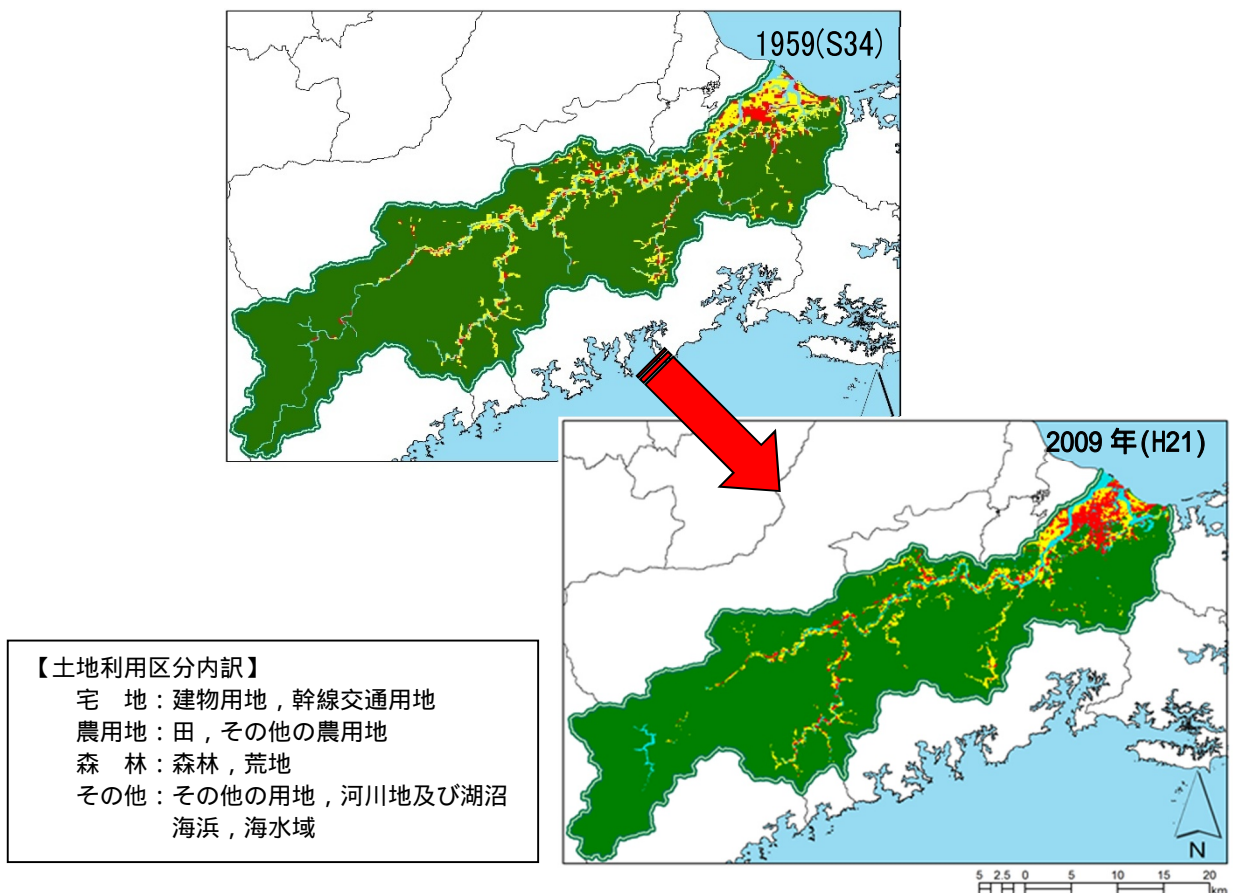 1959(S34)
2009年(H21)
【土地利用区分内訳】
宅　地：建物用地，幹線交通用地
農用地：田，その他の農用地
森　林：森林，荒地
その他：その他の用地，河川地及び湖沼
海浜，海水域
N
5 2.5 0 5 10 15 20
km